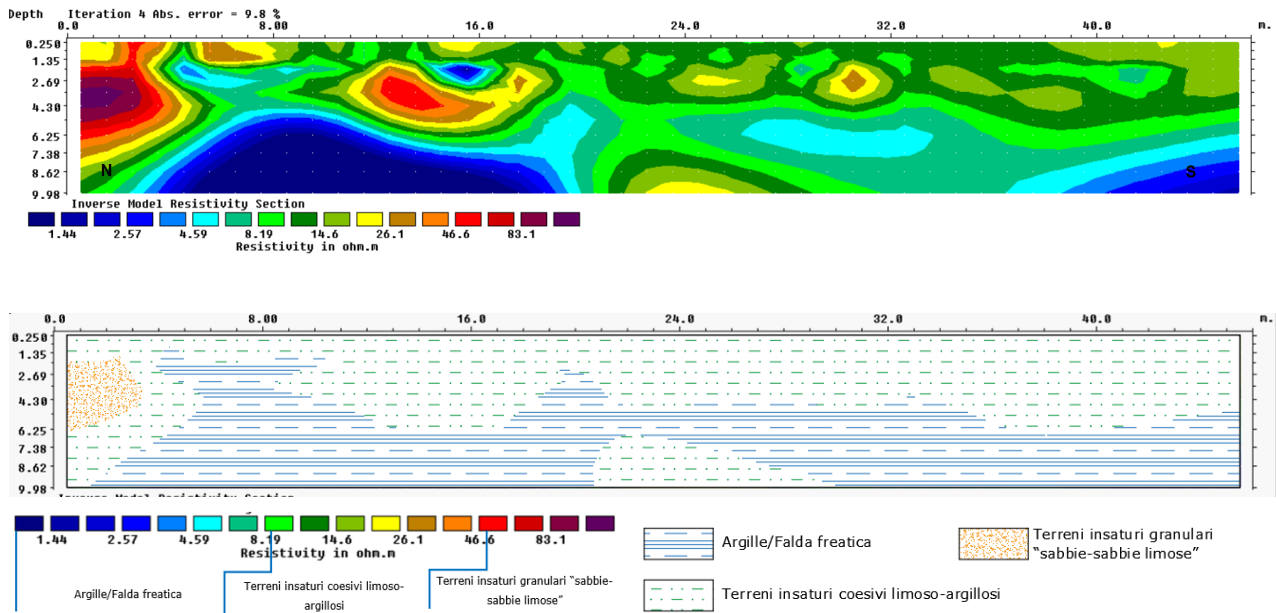 Depth Iteration 4 Abs. error = 9.8 %
0.0 8.00 16.0 24.0 32.0 40.0 m.
0.250
1.35
2.69
4.30
6.25
7.38
8.62
9.98
N S
Inverse Model Resistivity Section
1.44 2.57 4.59 8.19 14.6 26.1 46.6 83.1
Resistivity in ohm.m
0.0 8.00 16.0 24.0 32.0 40.0 m.
0.250
1.35
2.69
4.30
6.25
7.38
8.62
9.98
Inverse Model Resistivity Section
1.44 2.57 4.59 8.19 14.6 26.1 46.6 83.1
Resistivity in ohm.m
Argille/Falda freatica
Terreni insaturi coesivi limoso-
argillosi
Terreni insaturi granulari "sabbie-
sabbie limose"
Argille/Falda freatica
Terreni insaturi granulari
"sabbie-sabbie limose"
Terreni insaturi coesivi limoso-argillosi